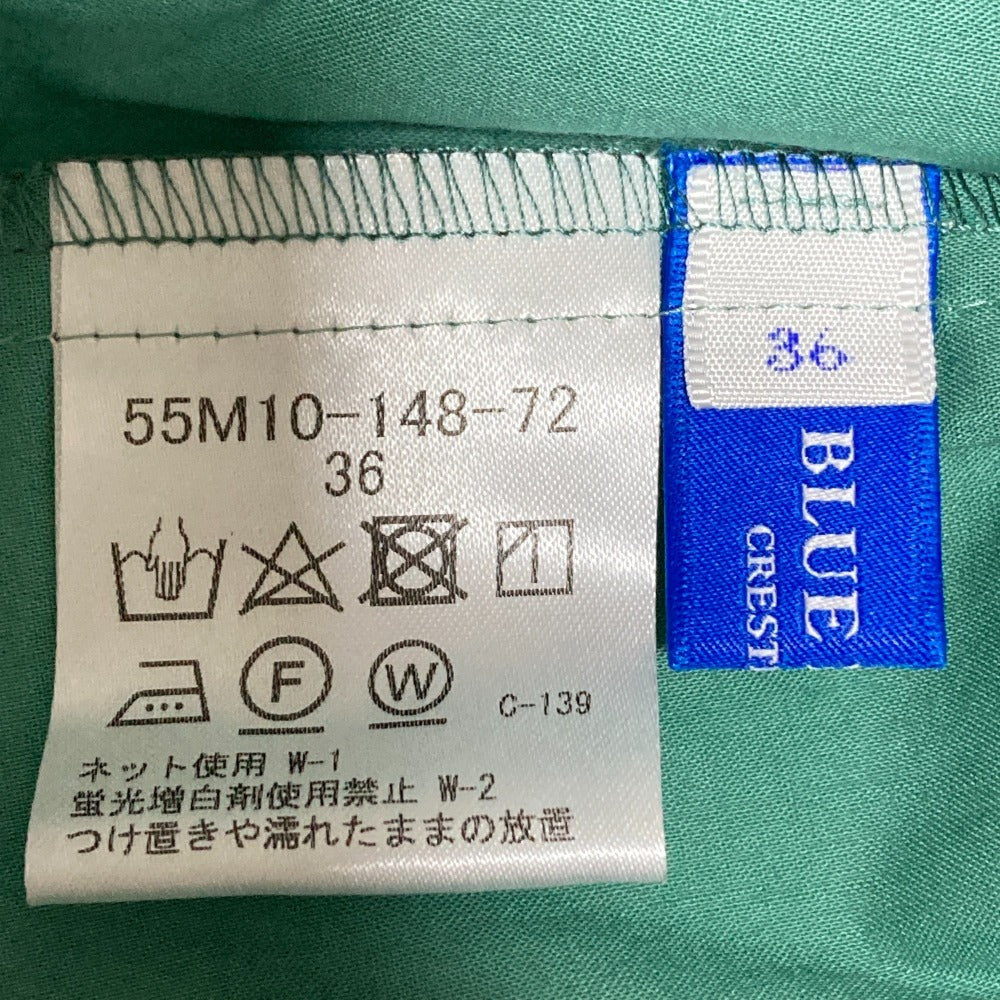 55M10-148-72
36
F
W
C-139
ネット使用 W-1
蛍光増白剤使用禁止 W-2
つけ置きや濡れたままの放置
36
BLUE
CREST